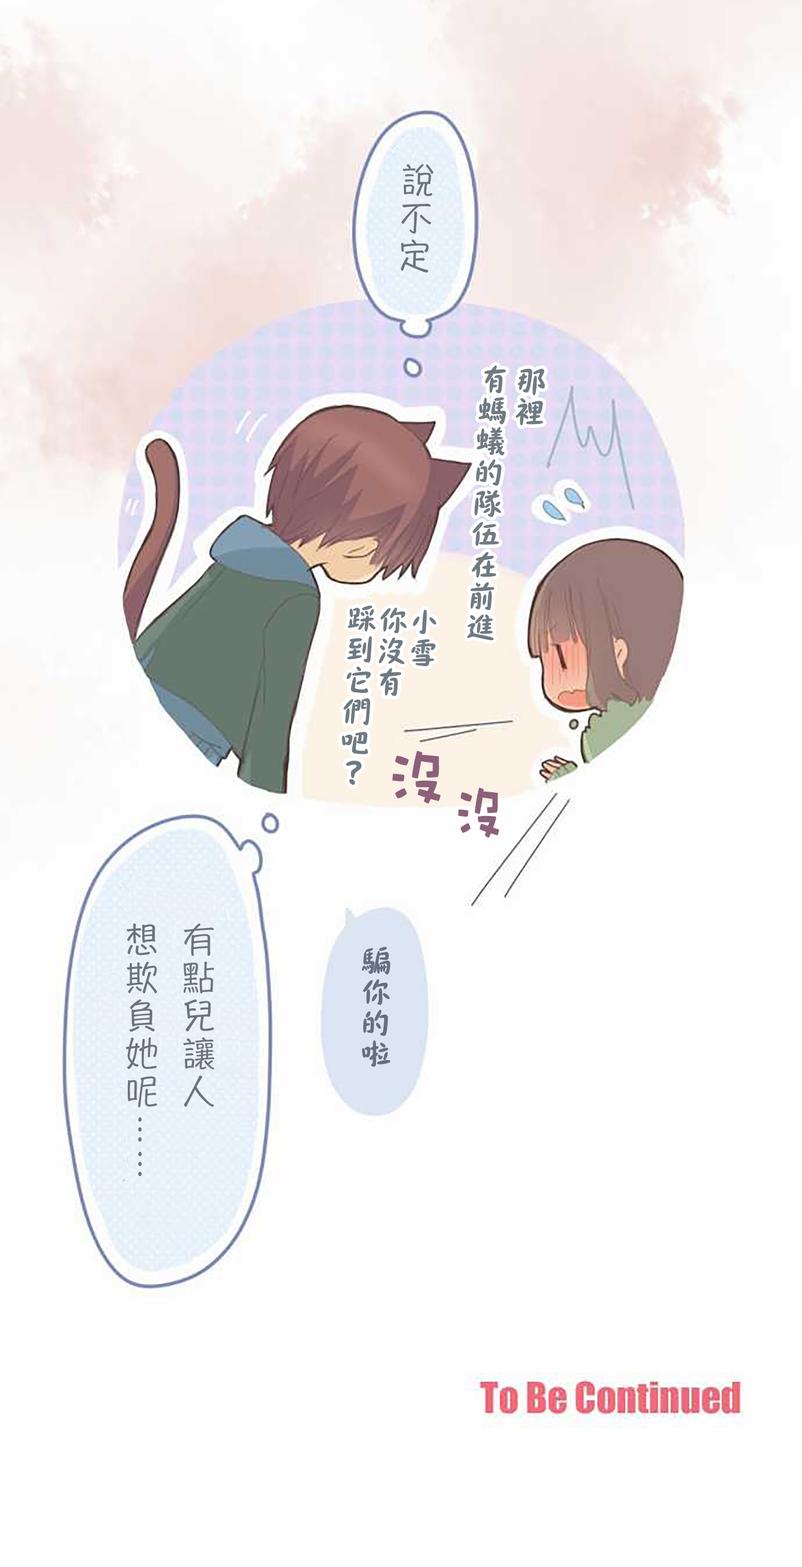 說不定
那裡
有螞蟻的隊伍在前進
小雪
你沒有
踩到它們吧？
沒
沒
騙你的啦
有點兒讓人
想欺負她呢……
To Be Continued